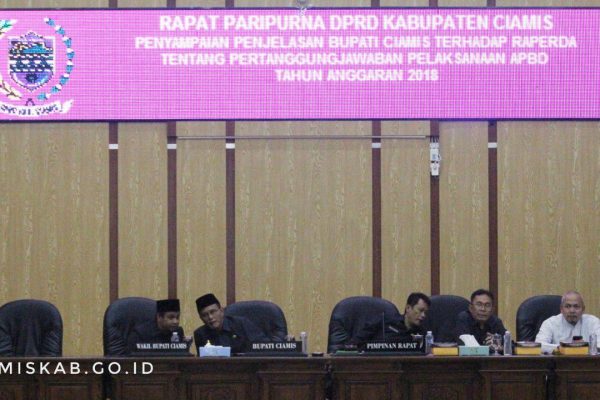 RAPAT PARIPURNA DPRD KABUPATEN CIAMIS
PENYAMPAIAN PENJELASAN BUPATI CIAMIS TERHADAP RAPERDA
TENTANG PERTANGGUNGJAWABAN PELAKSANAAN APBD
TAHUN ANGGARAN 2018
WAKIL BUPATI CIAMIS
BUPATI CIAMIS
PIMPINAN RAPAT
MISKAB.GO.ID